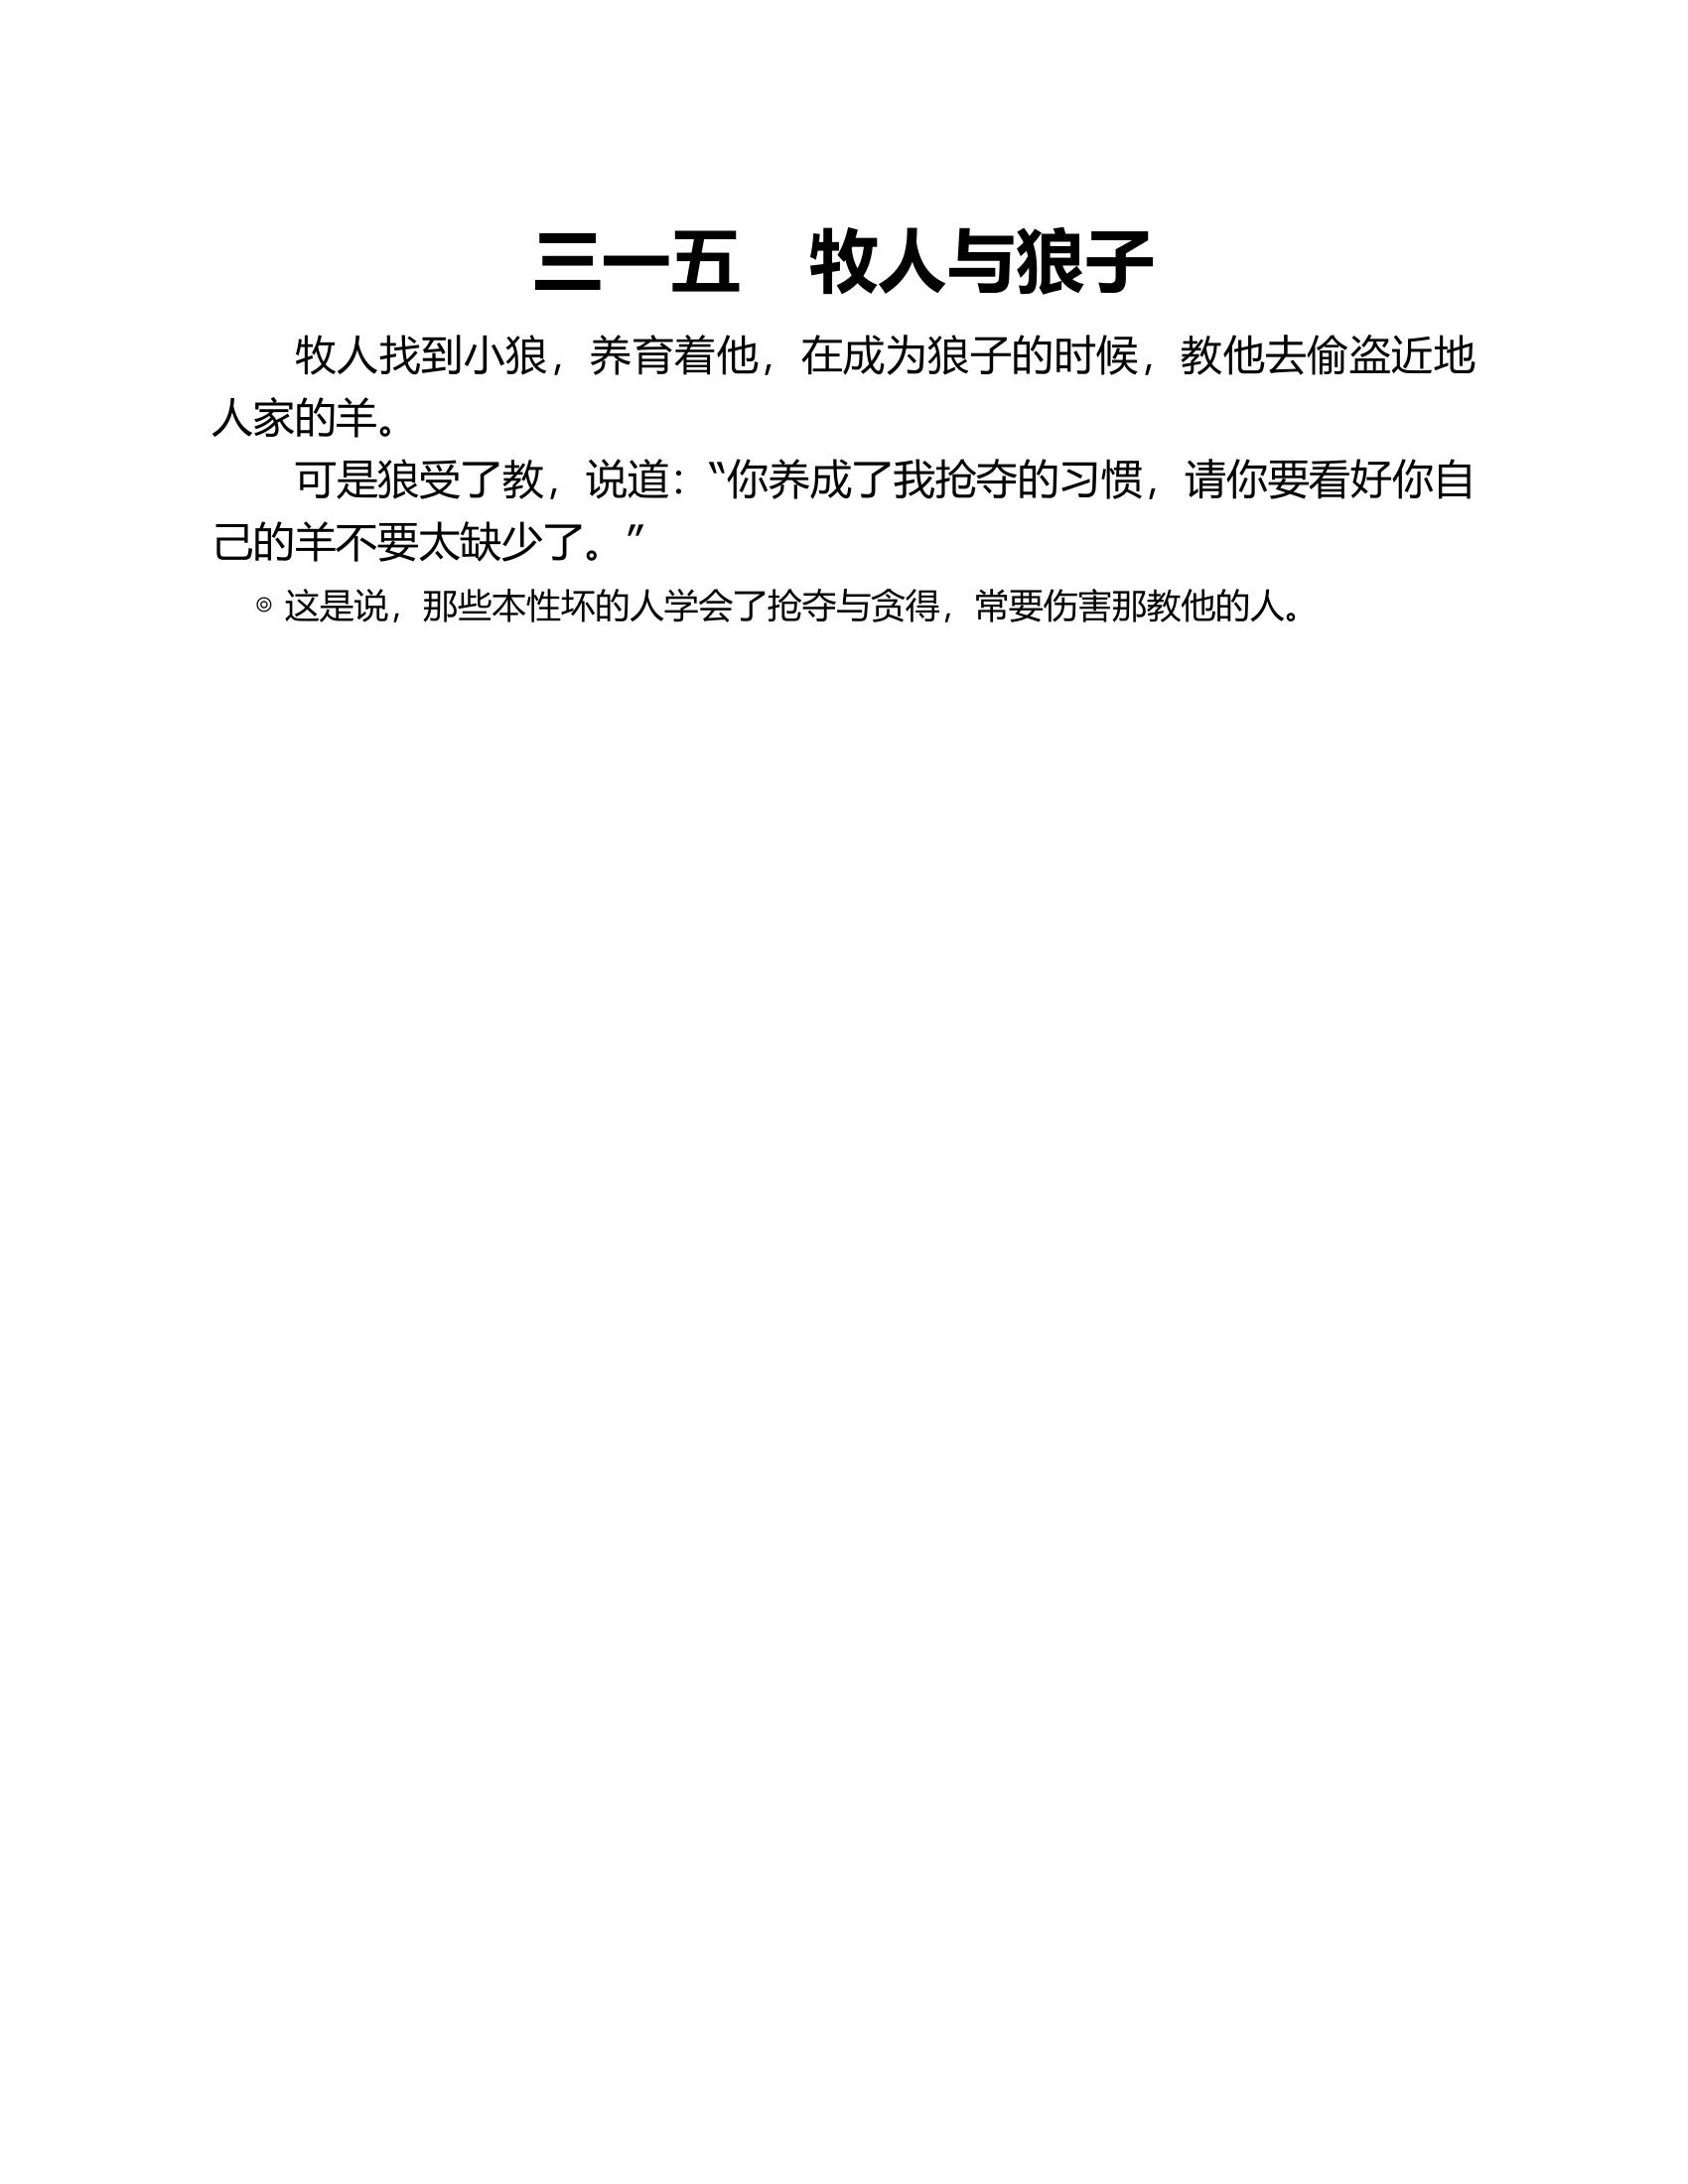 三一五　牧人与狼子
牧人找到小狼，养育着他，在成为狼子的时候，教他去偷盗近地
人家的羊。
可是狼受了教，说道：“你养成了我抢夺的习惯，请你要看好你自
己的羊不要太缺少了。”
◎ 这是说，那些本性坏的人学会了抢夺与贪得，常要伤害那教他的人。